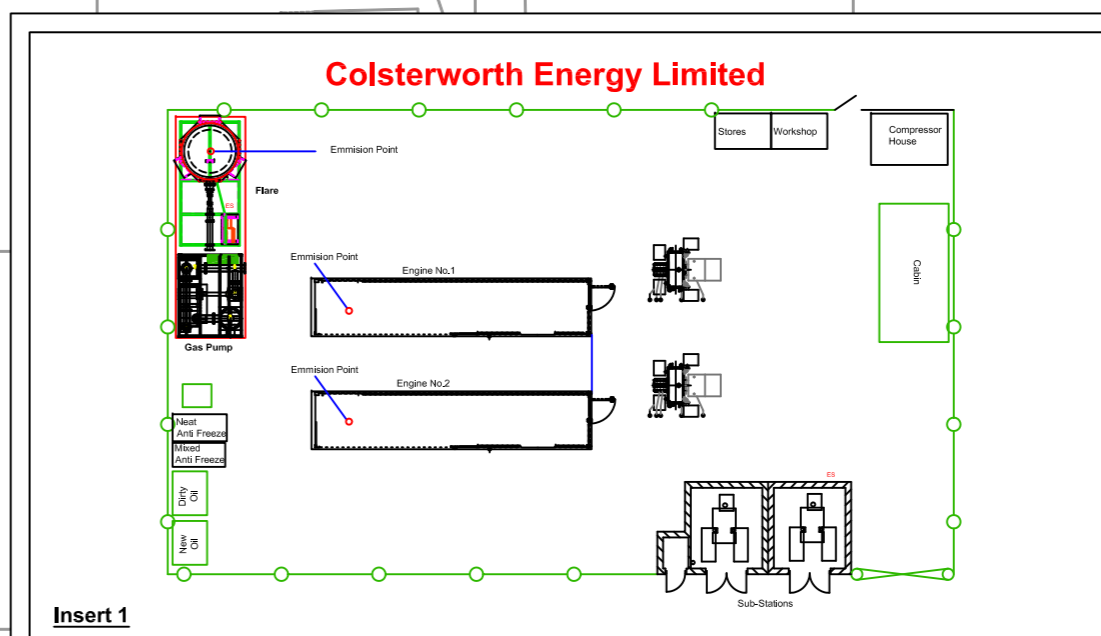 Colsterworth Energy Limited
Stores
Workshop
Compressor
House
Emmision Point
Flare
ES
Emmision Point
Engine No.1
Cabin
Gas Pump
Emmision Point
Engine No.2
Neat
Anti Freeze
Mixed
Anti Freeze
Dirty
Oil
ES
New
Oil
Sub-Stations
Insert 1